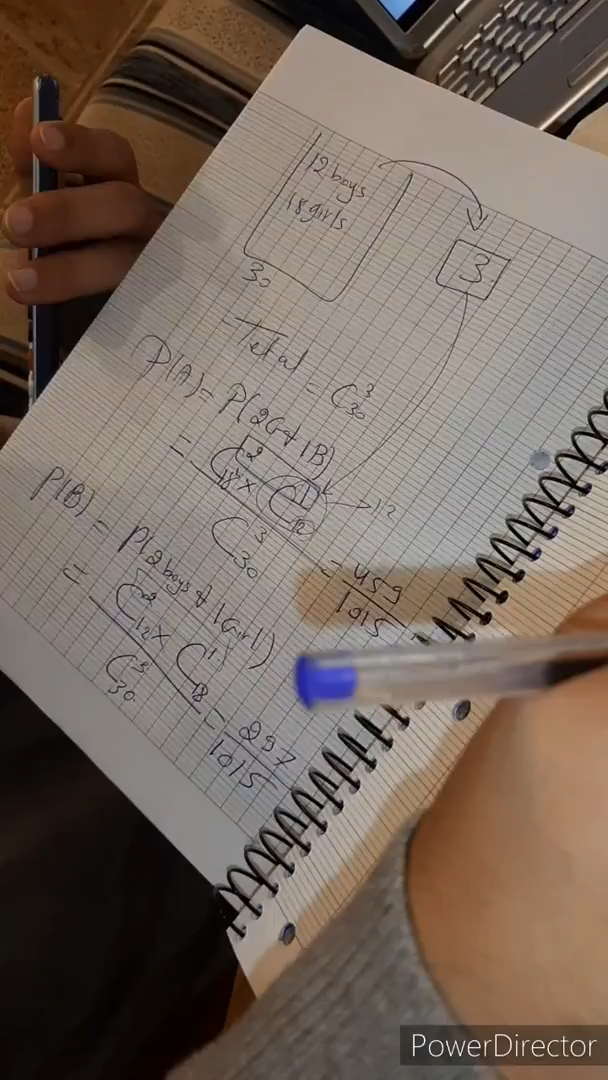 12 boys
18 girls
30
3
Total = C³₃₀
P(A) = P(2G + 1B)
= C²₁₈ × C¹₁₂ / C³₃₀ = 459 / 1015
12
P(B) = P(2 boys + 1 Girl)
= C²₁₂ × C¹₁₈ / C³₃₀ = 297 / 1015
PowerDirector